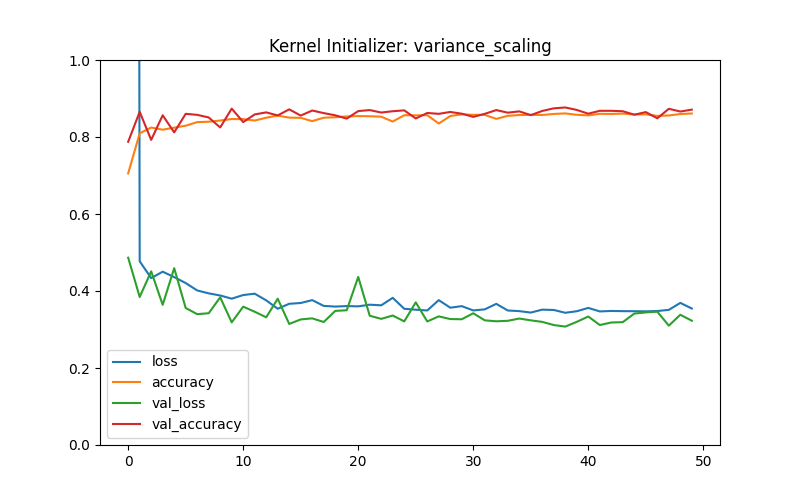 Kernel Initializer: variance_scaling
1.0
0.8
0.6
0.4
0.2
0.0
loss
accuracy
val_loss
val_accuracy
0 10 20 30 40 50